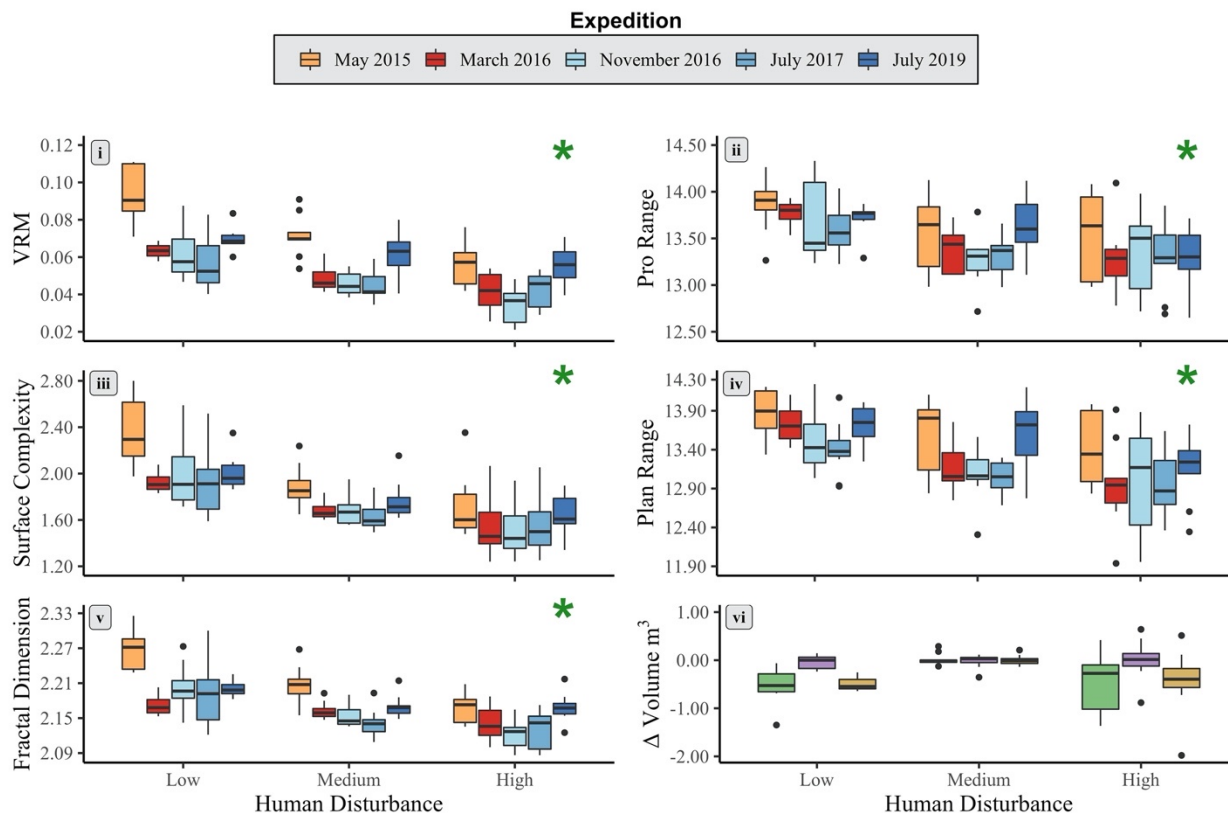 Expedition
May 2015 March 2016 November 2016 July 2017 July 2019
i
VRM
0.12
0.10
0.08
0.06
0.04
0.02
*
ii
Pro Range
14.50
14.00
13.50
13.00
12.50
*
iii
Surface Complexity
2.80
2.40
2.00
1.60
1.20
*
iv
Plan Range
14.30
13.90
13.40
12.90
12.40
11.90
*
v
Fractal Dimension
2.33
2.27
2.21
2.15
2.09
*
Low Medium High
Human Disturbance
vi
Δ Volume m³
1.00
0.00
-1.00
-2.00
Low Medium High
Human Disturbance